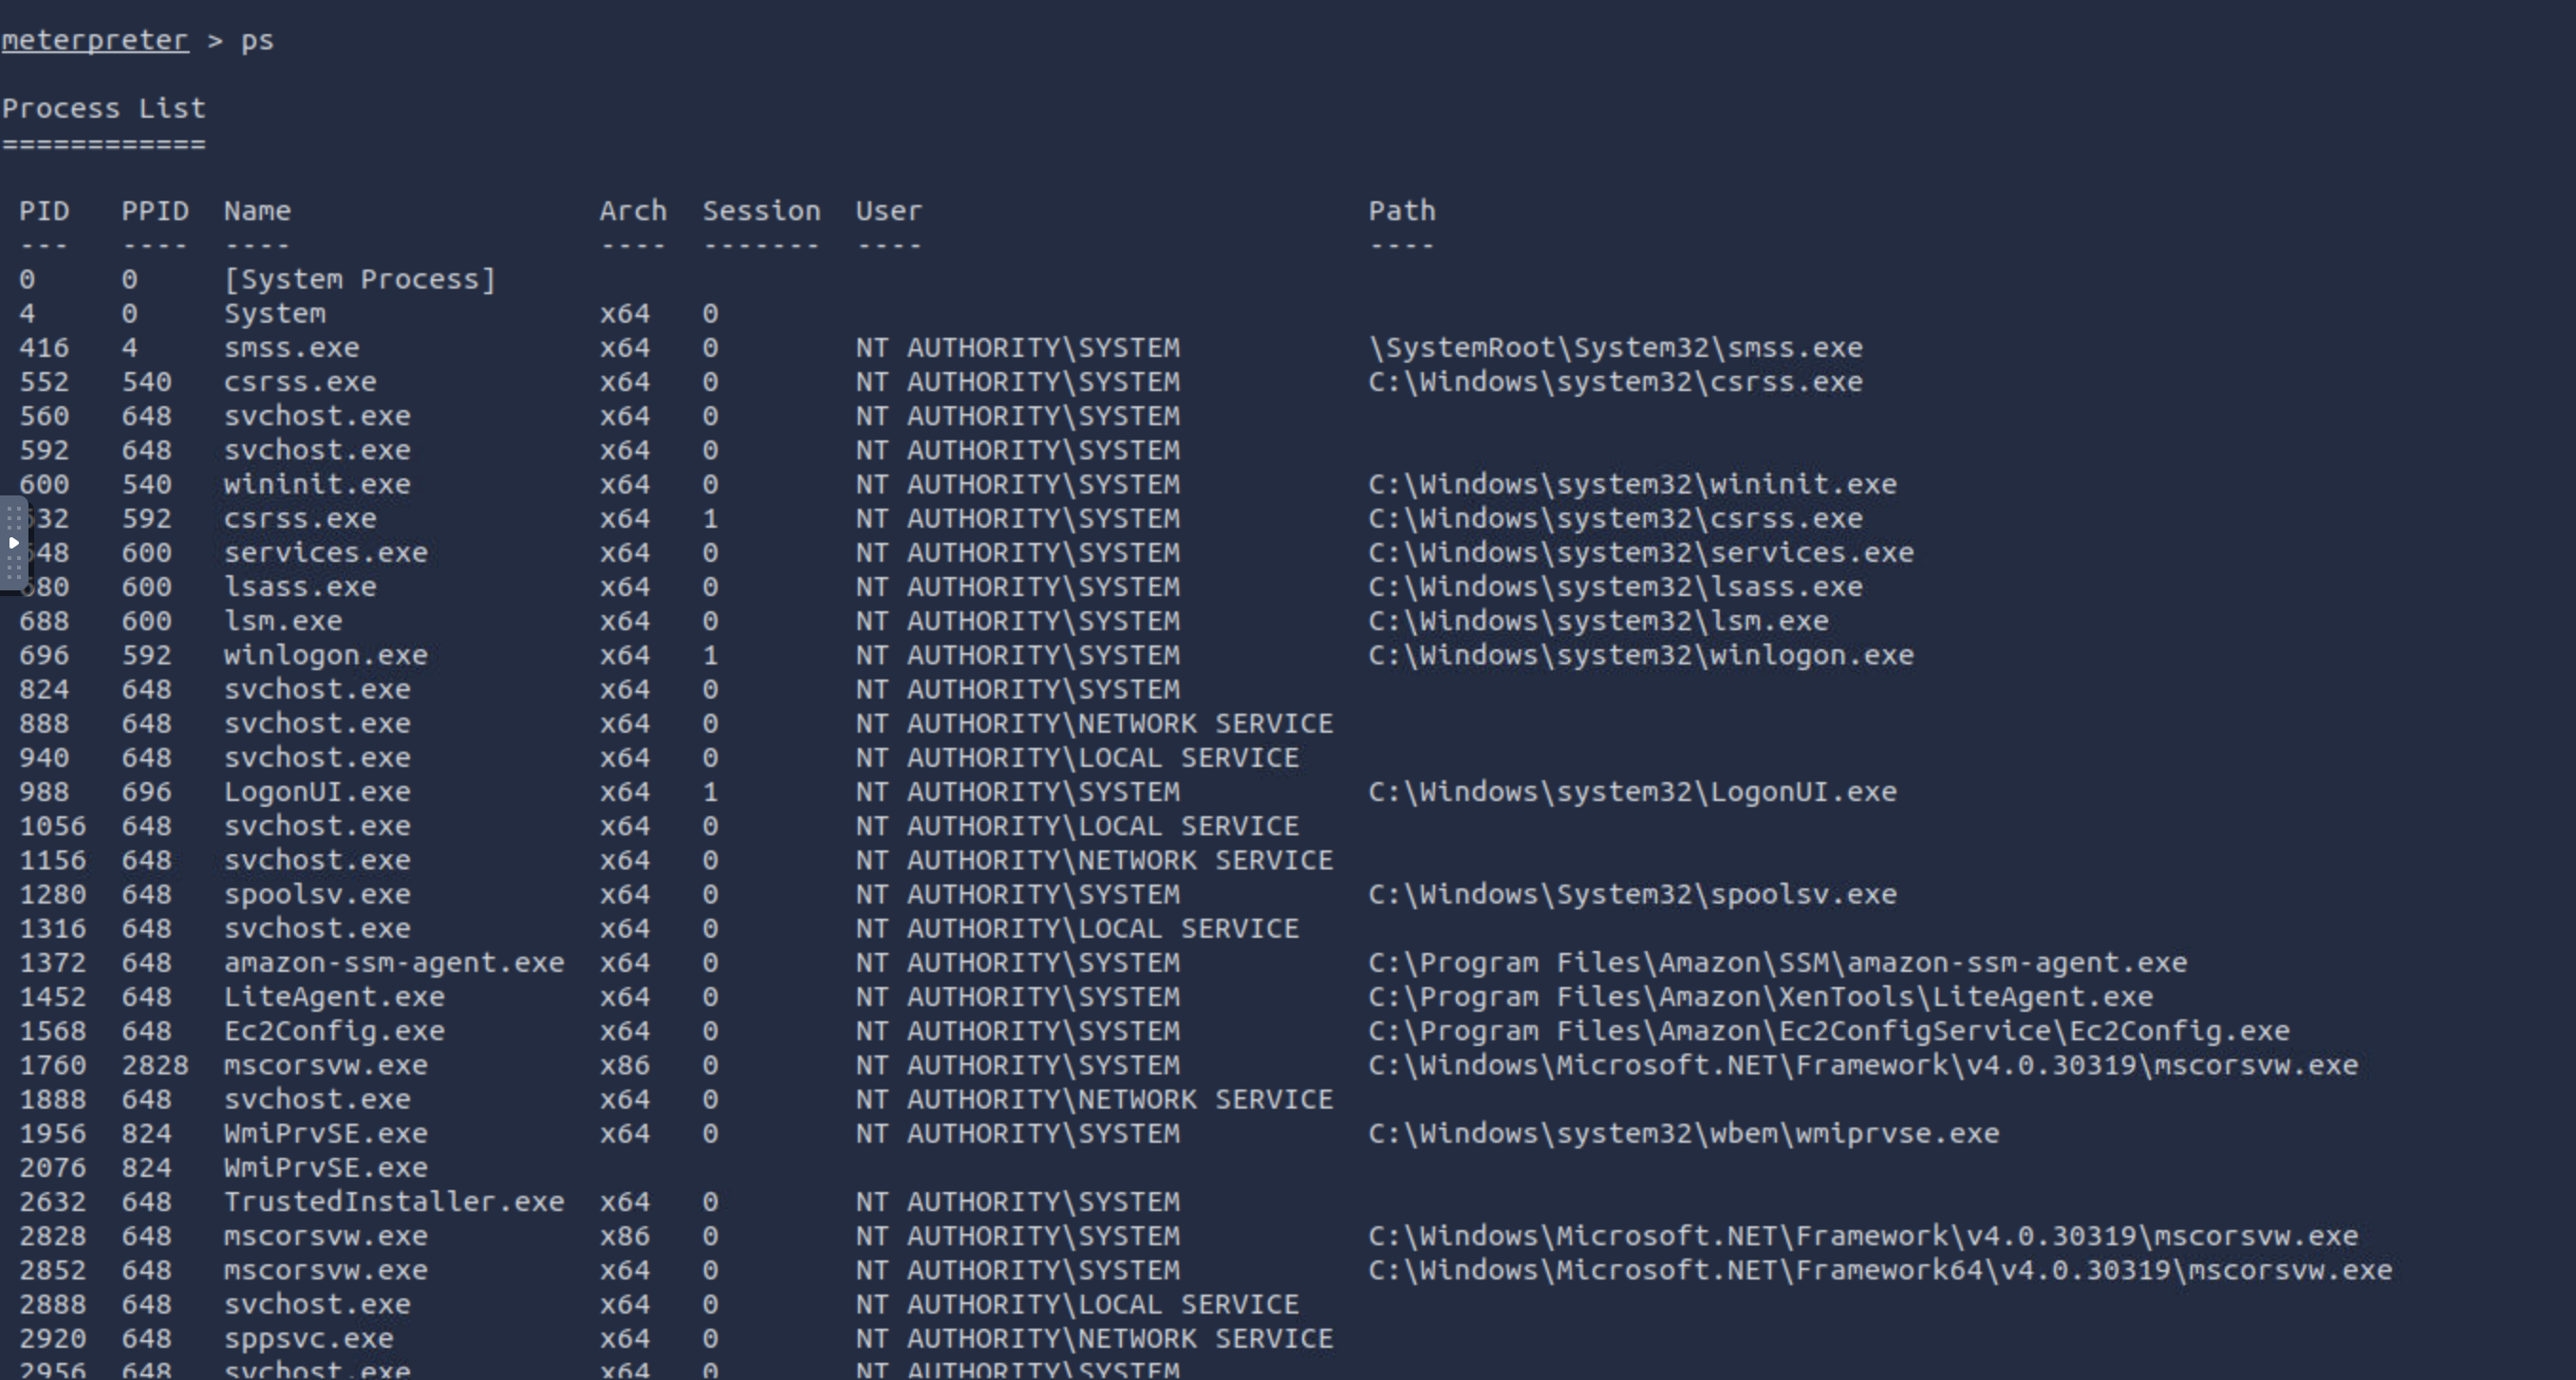 meterpreter > ps
Process List
============
PID PPID Name Arch Session User Path
--- ---- ---- ---- ------- ---- ----
0 0 [System Process]
4 0 System x64 0
416 4 smss.exe x64 0 NT AUTHORITY\SYSTEM \SystemRoot\System32\smss.exe
552 540 csrss.exe x64 0 NT AUTHORITY\SYSTEM C:\Windows\system32\csrss.exe
560 648 svchost.exe x64 0 NT AUTHORITY\SYSTEM
592 648 svchost.exe x64 0 NT AUTHORITY\SYSTEM
600 540 wininit.exe x64 0 NT AUTHORITY\SYSTEM C:\Windows\system32\wininit.exe
32 592 csrss.exe x64 1 NT AUTHORITY\SYSTEM C:\Windows\system32\csrss.exe
48 600 services.exe x64 0 NT AUTHORITY\SYSTEM C:\Windows\system32\services.exe
680 600 lsass.exe x64 0 NT AUTHORITY\SYSTEM C:\Windows\system32\lsass.exe
688 600 lsm.exe x64 0 NT AUTHORITY\SYSTEM C:\Windows\system32\lsm.exe
696 592 winlogon.exe x64 1 NT AUTHORITY\SYSTEM C:\Windows\system32\winlogon.exe
824 648 svchost.exe x64 0 NT AUTHORITY\SYSTEM
888 648 svchost.exe x64 0 NT AUTHORITY\NETWORK SERVICE
940 648 svchost.exe x64 0 NT AUTHORITY\LOCAL SERVICE
988 696 LogonUI.exe x64 1 NT AUTHORITY\SYSTEM C:\Windows\system32\LogonUI.exe
1056 648 svchost.exe x64 0 NT AUTHORITY\LOCAL SERVICE
1156 648 svchost.exe x64 0 NT AUTHORITY\NETWORK SERVICE
1280 648 spoolsv.exe x64 0 NT AUTHORITY\SYSTEM C:\Windows\System32\spoolsv.exe
1316 648 svchost.exe x64 0 NT AUTHORITY\LOCAL SERVICE
1372 648 amazon-ssm-agent.exe x64 0 NT AUTHORITY\SYSTEM C:\Program Files\Amazon\SSM\amazon-ssm-agent.exe
1452 648 LiteAgent.exe x64 0 NT AUTHORITY\SYSTEM C:\Program Files\Amazon\XenTools\LiteAgent.exe
1568 648 Ec2Config.exe x64 0 NT AUTHORITY\SYSTEM C:\Program Files\Amazon\Ec2ConfigService\Ec2Config.exe
1760 2828 mscorsvw.exe x86 0 NT AUTHORITY\SYSTEM C:\Windows\Microsoft.NET\Framework\v4.0.30319\mscorsvw.exe
1888 648 svchost.exe x64 0 NT AUTHORITY\NETWORK SERVICE
1956 824 WmiPrvSE.exe x64 0 NT AUTHORITY\SYSTEM C:\Windows\system32\wbem\wmiprvse.exe
2076 824 WmiPrvSE.exe
2632 648 TrustedInstaller.exe x64 0 NT AUTHORITY\SYSTEM
2828 648 mscorsvw.exe x86 0 NT AUTHORITY\SYSTEM C:\Windows\Microsoft.NET\Framework\v4.0.30319\mscorsvw.exe
2852 648 mscorsvw.exe x64 0 NT AUTHORITY\SYSTEM C:\Windows\Microsoft.NET\Framework64\v4.0.30319\mscorsvw.exe
2888 648 svchost.exe x64 0 NT AUTHORITY\LOCAL SERVICE
2920 648 sppsvc.exe x64 0 NT AUTHORITY\NETWORK SERVICE
2956 648 svchost.exe x64 0 NT AUTHORITY\SYSTEM